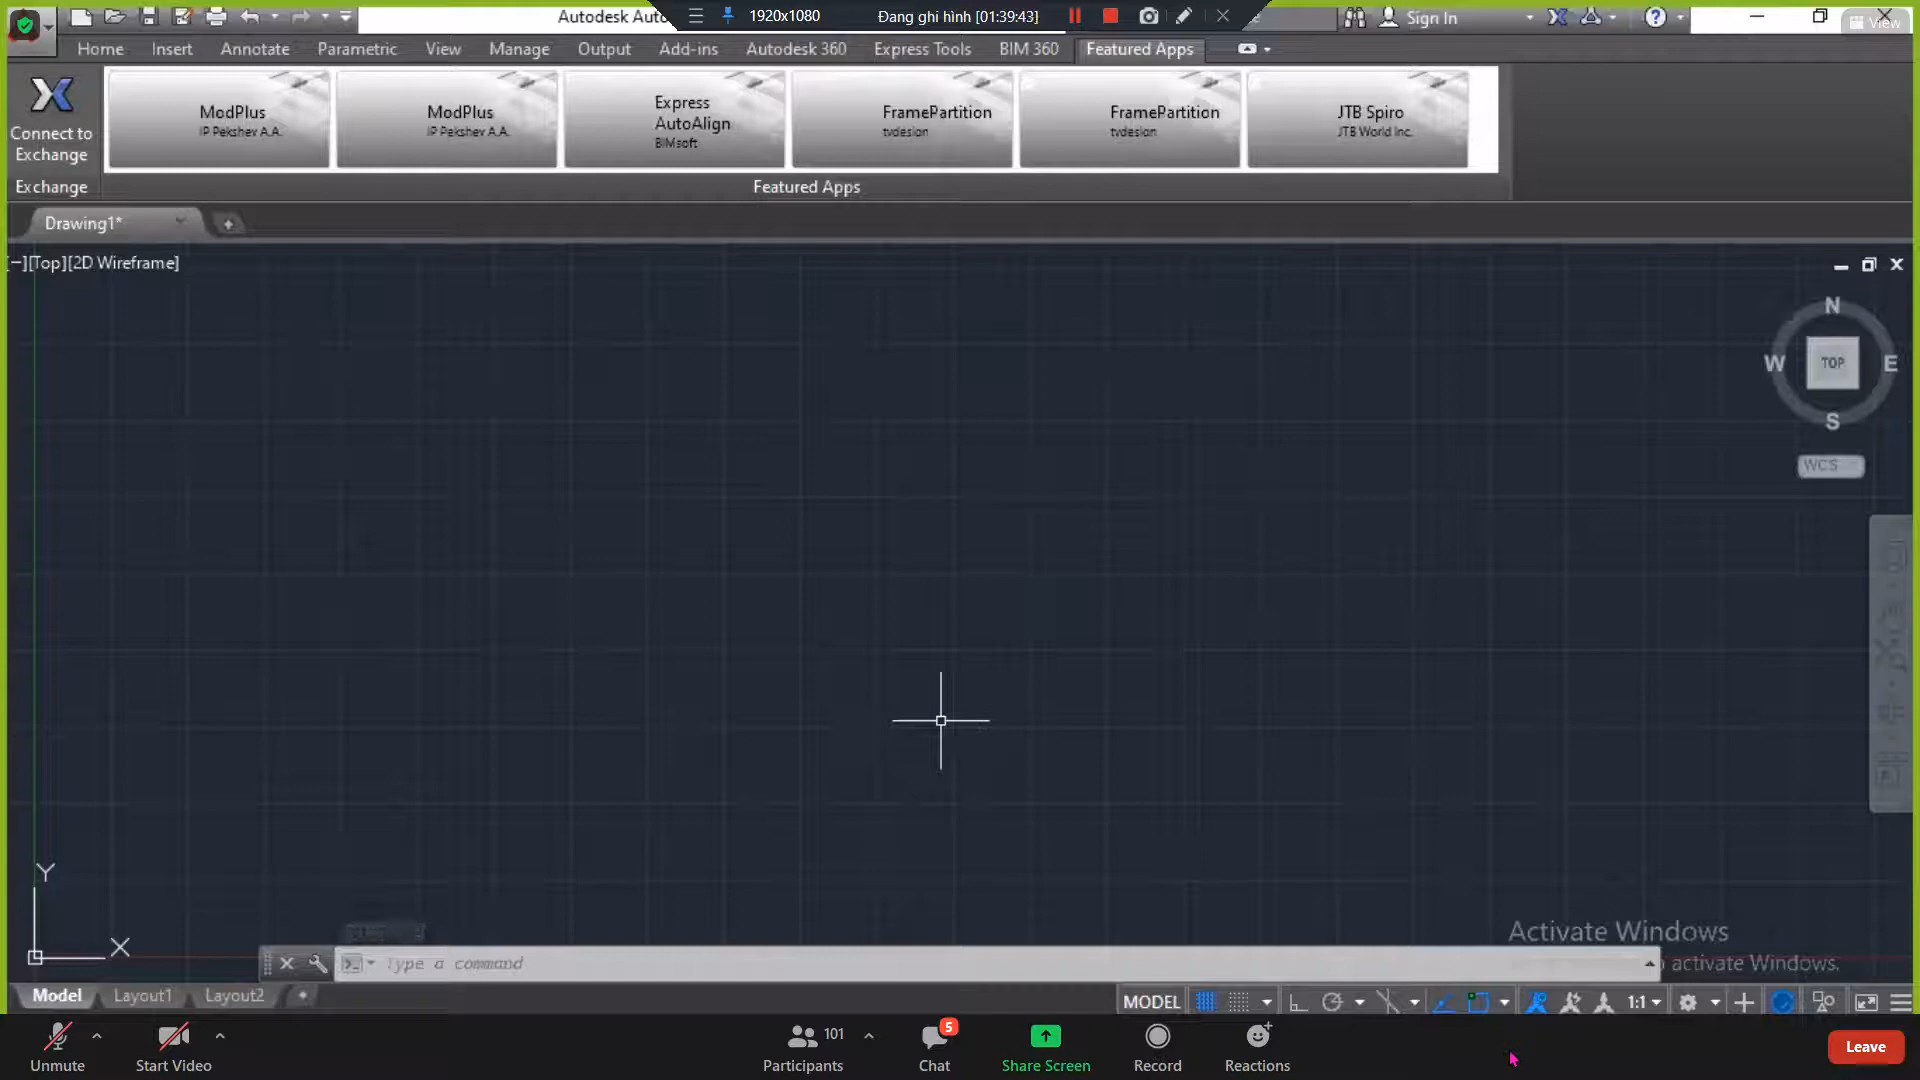 Autodesk Auto
1920x1080
Đang ghi hình [01:39:43]
Sign In
View
Home
Insert
Annotate
Parametric
View
Manage
Output
Add-ins
Autodesk 360
Express Tools
BIM 360
Featured Apps
Connect to
Exchange
ModPlus
IP Pekshev A.A.
ModPlus
IP Pekshev A.A.
Express
AutoAlign
BIMsoft
FramePartition
tvdesign
FramePartition
tvdesign
JTB Spiro
JTB World Inc.
Exchange
Featured Apps
Drawing1*
[−][Top][2D Wireframe]
N
W
TOP
E
S
WCS
Y
X
Activate Windows
activate Windows.
Type a command
Model
Layout1
Layout2
MODEL
1:1
Unmute
Start Video
101
Participants
5
Chat
Share Screen
Record
Reactions
Leave